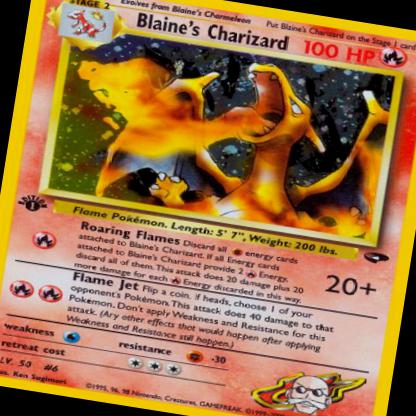 STAGE 2 Evolves from Blaine's Charmeleon Put Blaine's Charizard on the Stage 1 card
Blaine's Charizard 100 HP
Flame Pokémon. Length: 5' 7", Weight: 200 lbs.
Roaring Flames Discard all energy cards
attached to Blaine's Charizard. If all Energy cards
attached to Blaine's Charizard provide 2 Energy,
discard all of them. This attack does 20 damage plus 20
more damage for each Energy discarded in this way.
20+
Flame Jet Flip a coin. If heads, choose 1 of your
opponent's Pokémon. This attack does 40 damage to that
Pokémon. Don't apply Weakness and Resistance for this
attack. (Any other effects that would happen after applying
Weakness and Resistance still happen.)
weakness resistance -30
retreat cost
LV. 50 #6
us. Ken Sugimori
©1995, 96, 98 Nintendo, Creatures, GAMEFREAK. ©1999-2000